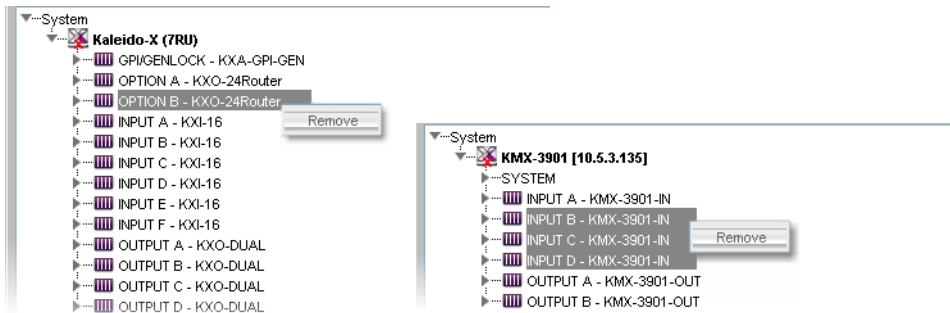 System
Kaleido-X (7RU)
GPI/GENLOCK - KXA-GPI-GEN
OPTION A - KXO-24Router
OPTION B - KXO-24Router
Remove
INPUT A - KXI-16
INPUT B - KXI-16
INPUT C - KXI-16
INPUT D - KXI-16
INPUT E - KXI-16
INPUT F - KXI-16
OUTPUT A - KXO-DUAL
OUTPUT B - KXO-DUAL
OUTPUT C - KXO-DUAL
OUTPUT D - KXO-DUAL
System
KMX-3901 [10.5.3.135]
SYSTEM
INPUT A - KMX-3901-IN
INPUT B - KMX-3901-IN
INPUT C - KMX-3901-IN
Remove
INPUT D - KMX-3901-IN
OUTPUT A - KMX-3901-OUT
OUTPUT B - KMX-3901-OUT